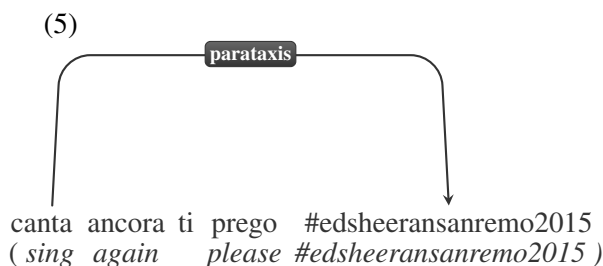 (5)
parataxis
canta ancora ti prego #edsheeransanremo2015
( sing again please #edsheeransanremo2015 )